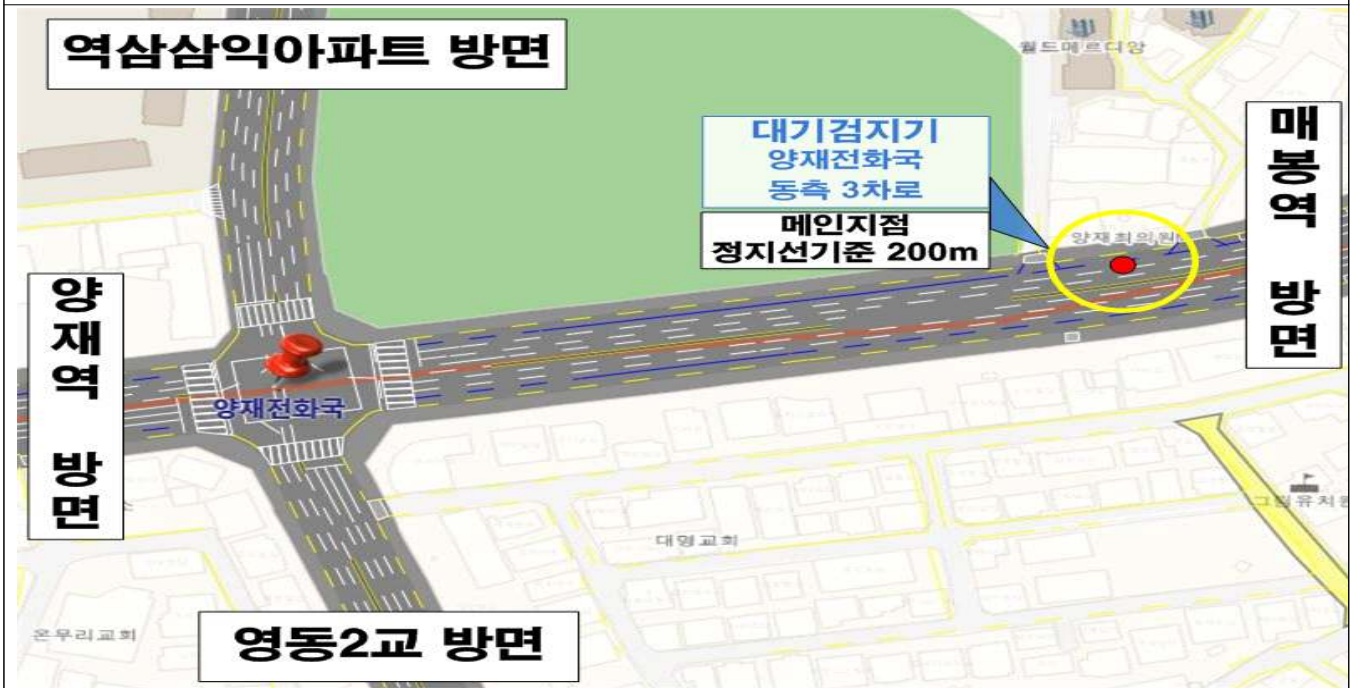 역삼삼익아파트 방면
월드메르디앙
대기검지기
양재전화국
동측 3차로
메인지점
정지선기준 200m
매봉역 방면
양재최의원
양재역 방면
양재전화국
대명교회
그림유치원
온무리교회
영동2교 방면